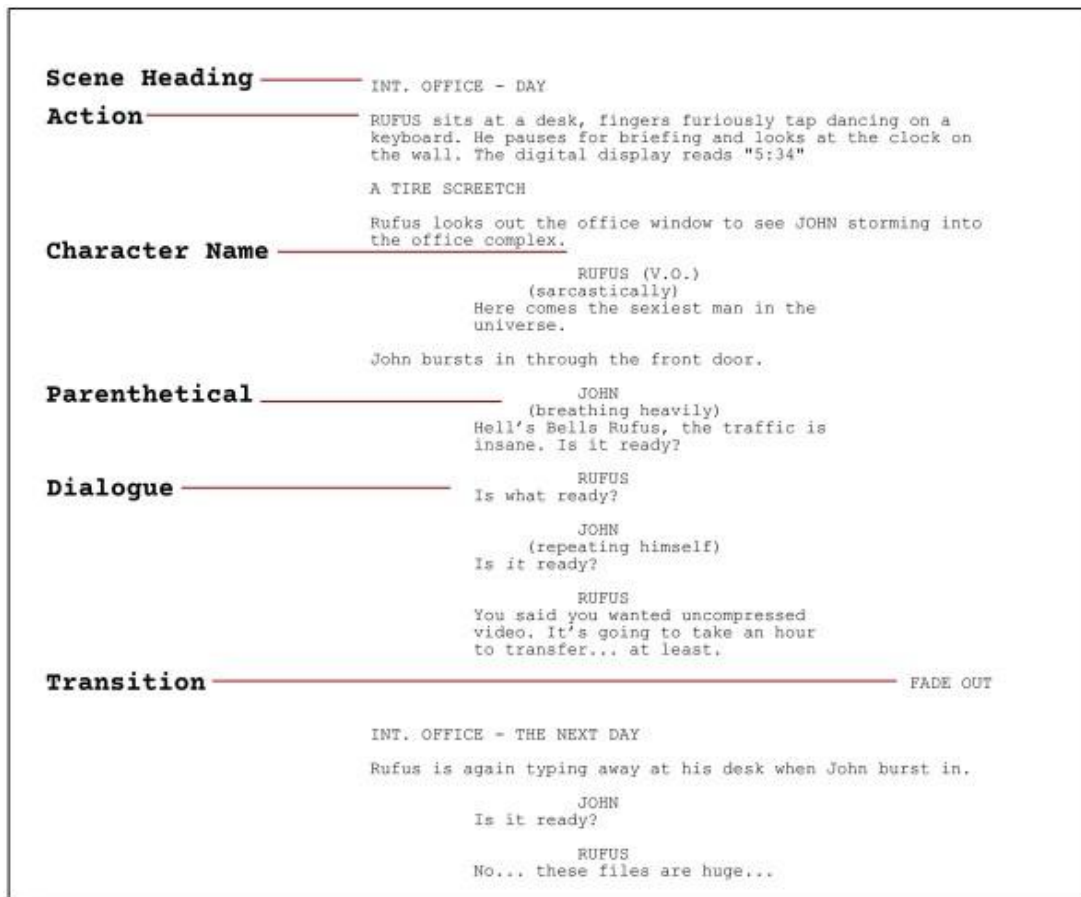 Scene Heading
INT. OFFICE - DAY
Action
RUFUS sits at a desk, fingers furiously tap dancing on a
keyboard. He pauses for briefing and looks at the clock on
the wall. The digital display reads "5:34"
A TIRE SCREETCH
Rufus looks out the office window to see JOHN storming into
the office complex.
Character Name
RUFUS (V.O.)
(sarcastically)
Here comes the sexiest man in the
universe.
John bursts in through the front door.
Parenthetical
JOHN
(breathing heavily)
Hell's Bells Rufus, the traffic is
insane. Is it ready?
Dialogue
RUFUS
Is what ready?
JOHN
(repeating himself)
Is it ready?
RUFUS
You said you wanted uncompressed
video. It's going to take an hour
to transfer... at least.
Transition
FADE OUT
INT. OFFICE - THE NEXT DAY
Rufus is again typing away at his desk when John burst in.
JOHN
Is it ready?
RUFUS
No... these files are huge...